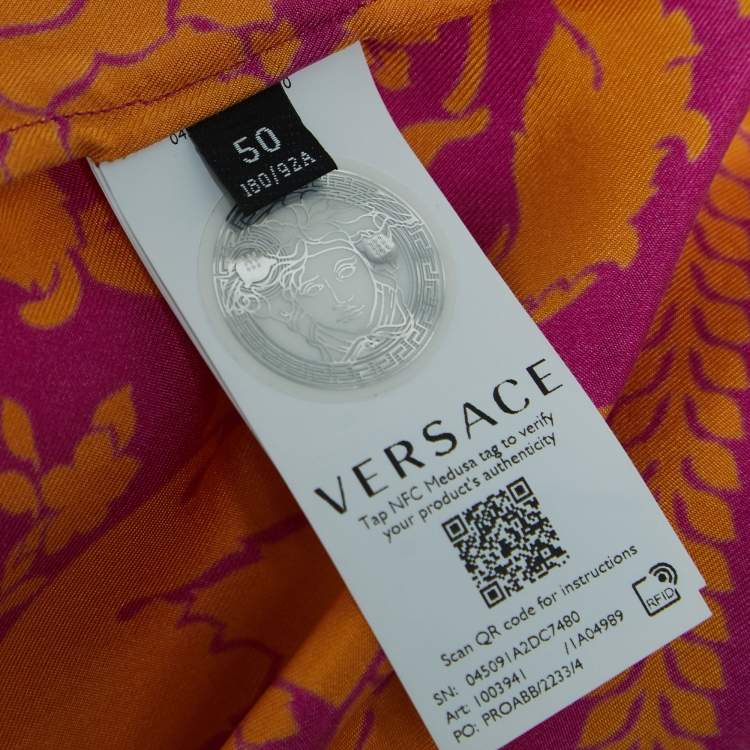 50
180/92A
VERSACE
Tap NFC Medusa tag to verify
your product's authenticity
Scan QR code for instructions
RFID
SN: 045091A2DC7480
Art: 1003941 /1A04989
PO: PROABB/2233/4